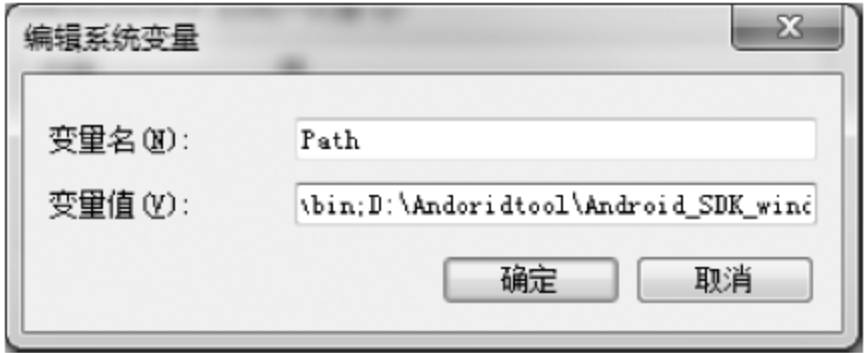 编辑系统变量
变量名(N):
Path
变量值(V):
\bin;D:\Andoridtool\Android_SDK_wind
确定
取消